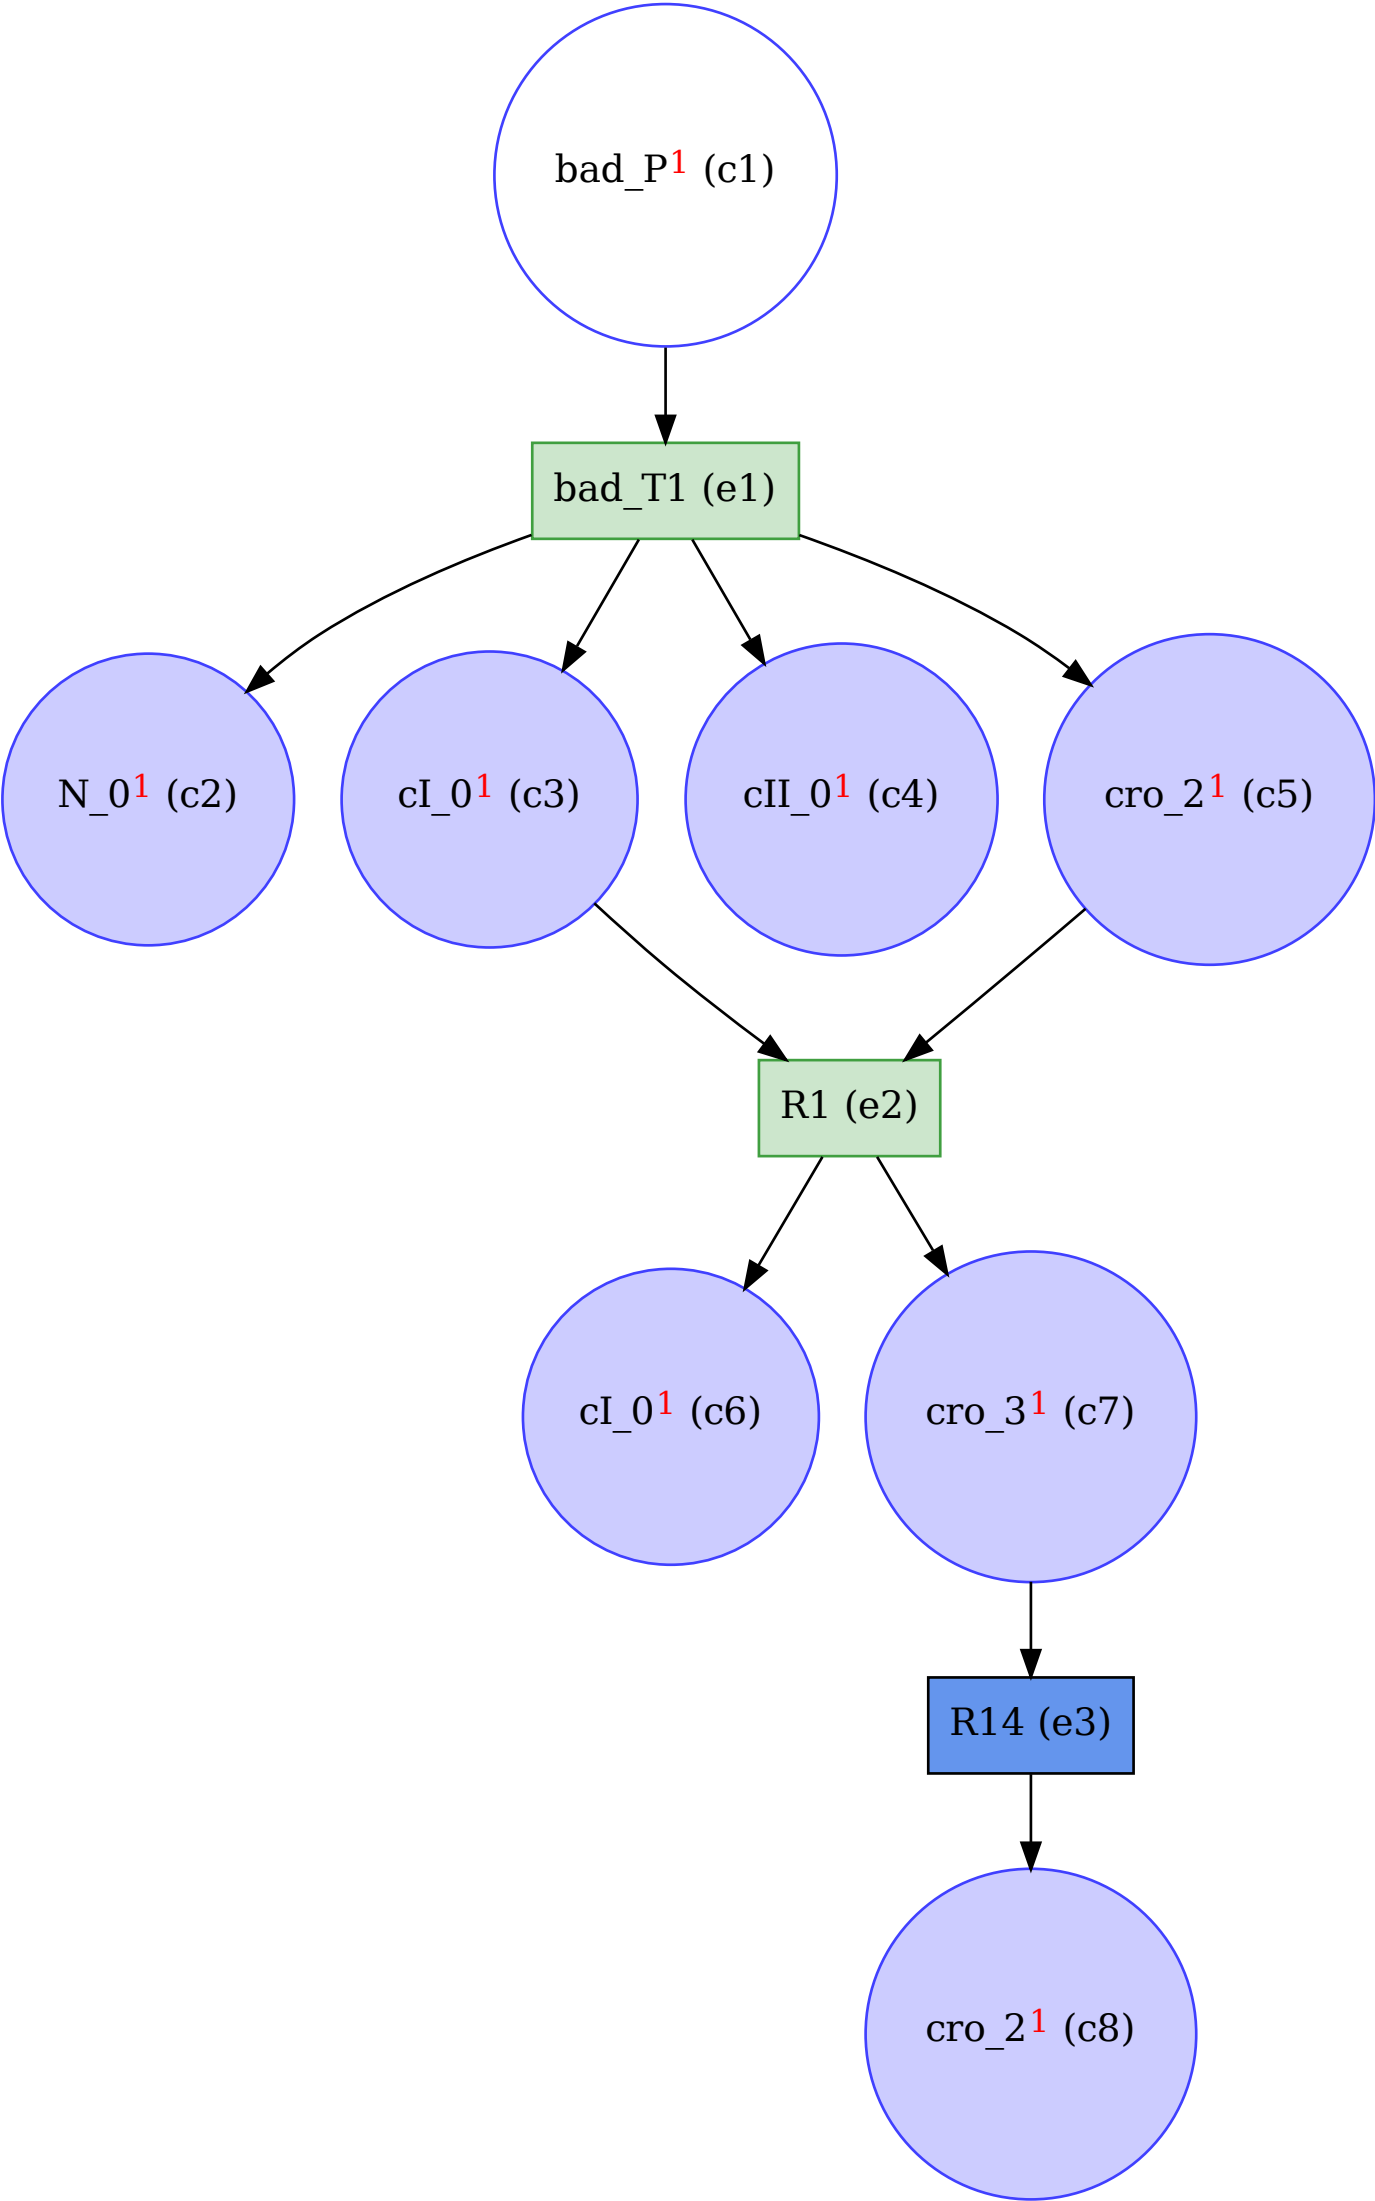 bad_P¹ (c1)
bad_T1 (e1)
N_0¹ (c2)
cI_0¹ (c3)
cII_0¹ (c4)
cro_2¹ (c5)
R1 (e2)
cI_0¹ (c6)
cro_3¹ (c7)
R14 (e3)
cro_2¹ (c8)